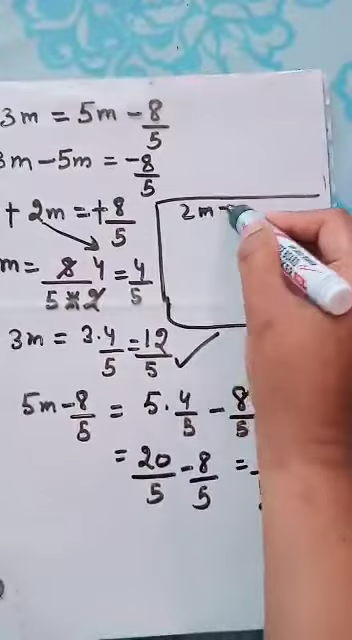 3m = 5m - 8/5
3m - 5m = -8/5
+ 2m = + 8/5
2m =
m = 8 4 / 5 × 2 = 4/5
3m = 3 · 4/5 = 12/5 ✓
5m - 8/5 = 5 · 4/5 - 8/5
= 20/5 - 8/5 =